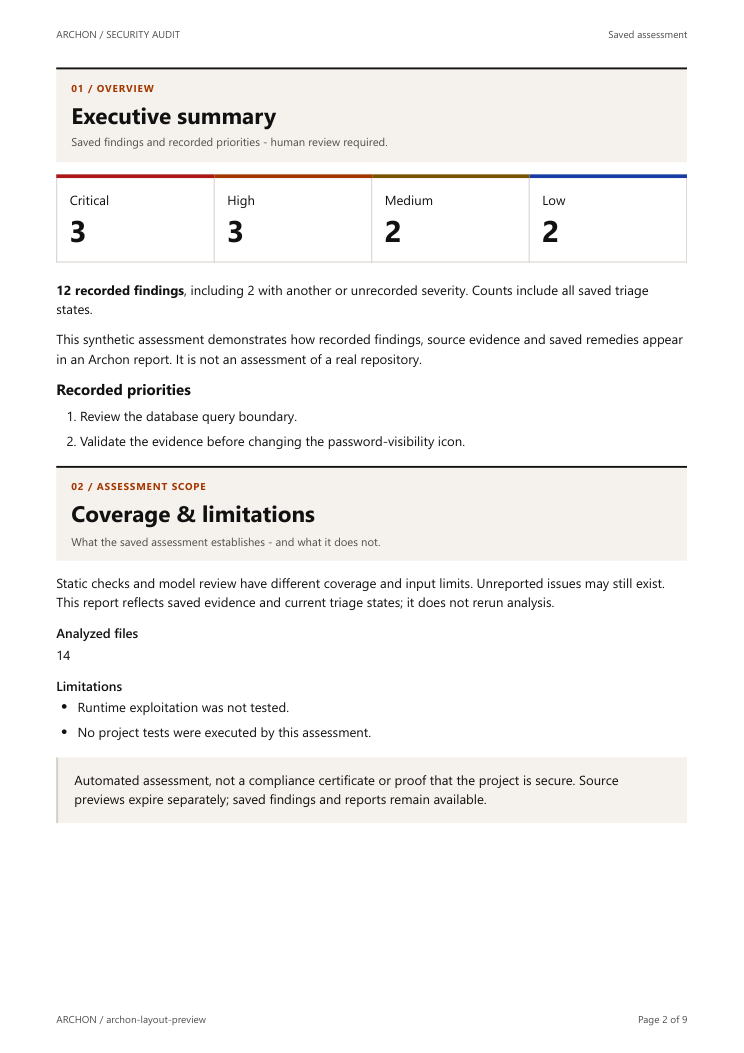 ARCHON / SECURITY AUDIT
Saved assessment
01 / OVERVIEW
Executive summary
Saved findings and recorded priorities - human review required.
Critical
3
High
3
Medium
2
Low
2
12 recorded findings, including 2 with another or unrecorded severity. Counts include all saved triage
states.
This synthetic assessment demonstrates how recorded findings, source evidence and saved remedies appear
in an Archon report. It is not an assessment of a real repository.
Recorded priorities
1. Review the database query boundary.
2. Validate the evidence before changing the password-visibility icon.
02 / ASSESSMENT SCOPE
Coverage & limitations
What the saved assessment establishes - and what it does not.
Static checks and model review have different coverage and input limits. Unreported issues may still exist.
This report reflects saved evidence and current triage states; it does not rerun analysis.
Analyzed files
14
Limitations
• Runtime exploitation was not tested.
• No project tests were executed by this assessment.
Automated assessment, not a compliance certificate or proof that the project is secure. Source
previews expire separately; saved findings and reports remain available.
ARCHON / archon-layout-preview
Page 2 of 9